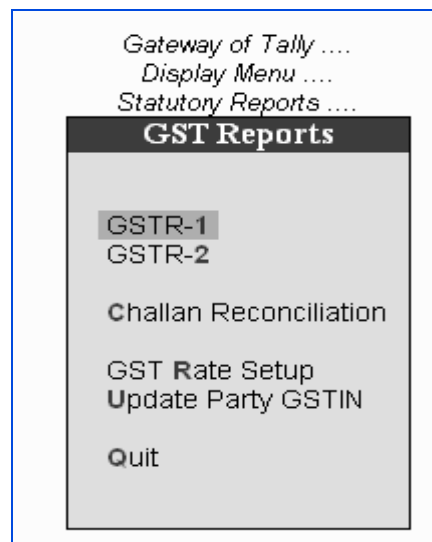 Gateway of Tally ....
Display Menu ....
Statutory Reports ....
GST Reports
GSTR-1
GSTR-2
Challan Reconciliation
GST Rate Setup
Update Party GSTIN
Quit